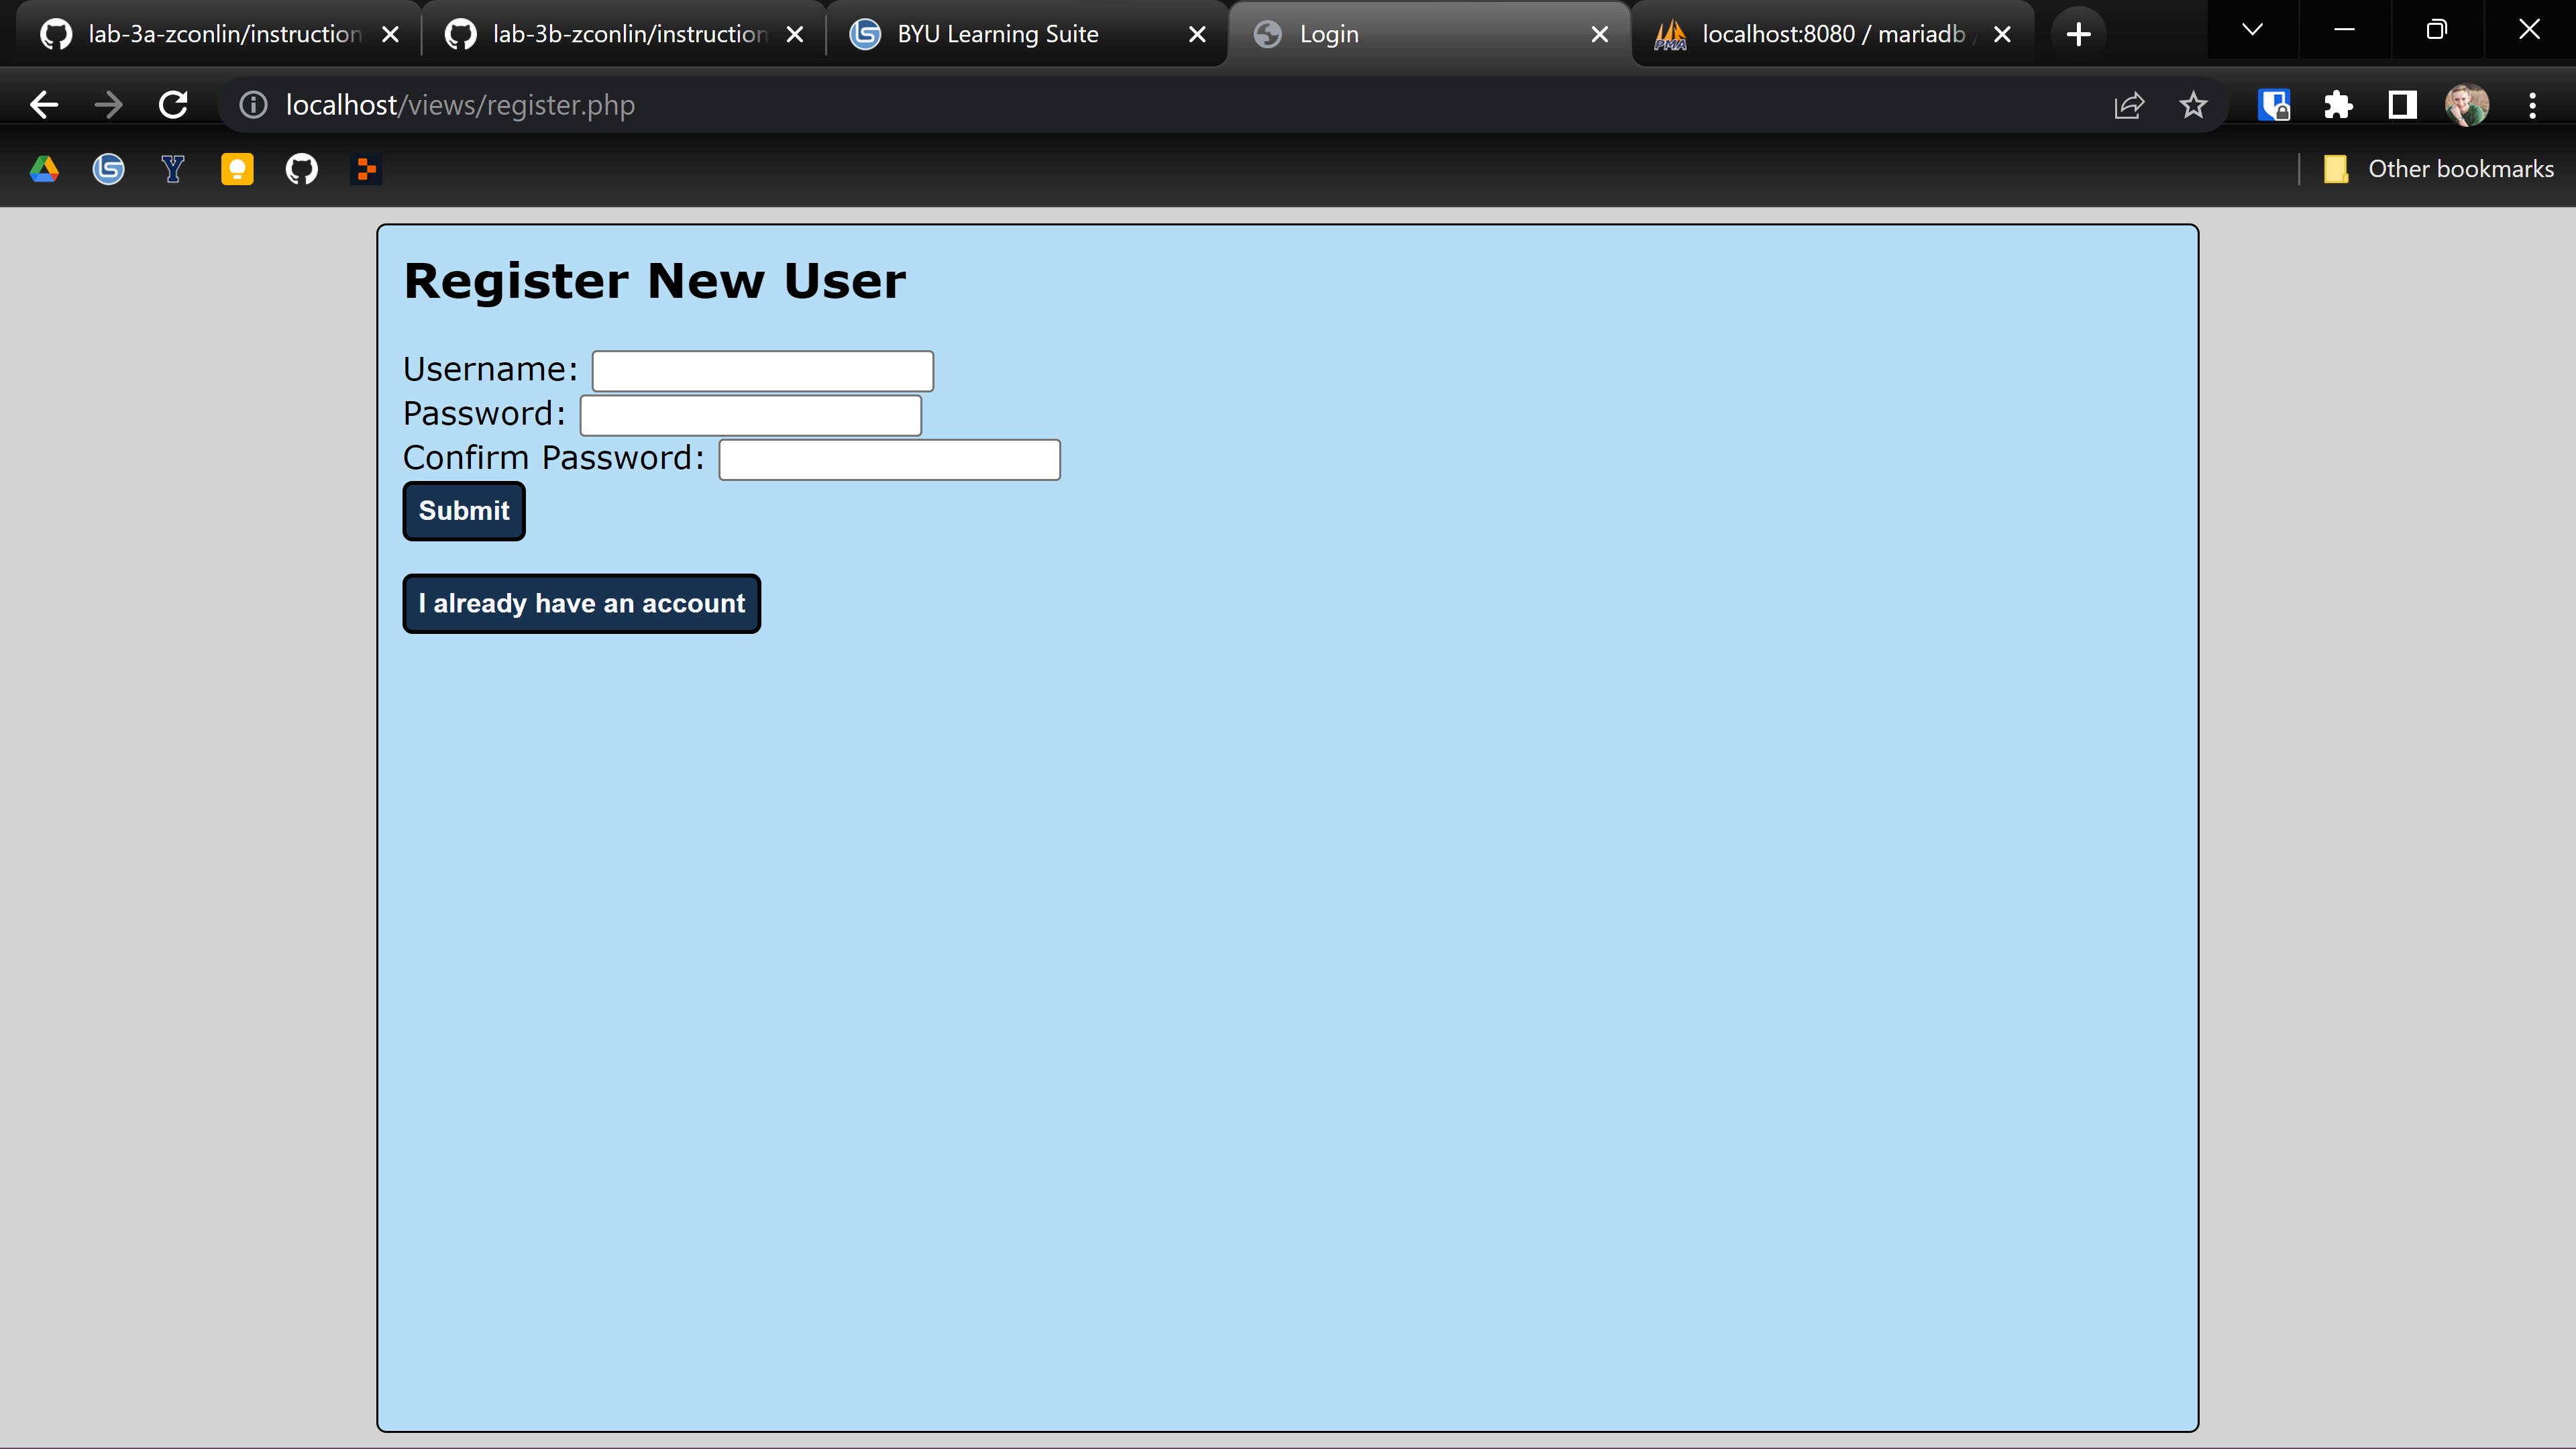 lab-3a-zconlin/instruction
lab-3b-zconlin/instruction
BYU Learning Suite
Login
localhost:8080 / mariadb /
localhost/views/register.php
Other bookmarks
Register New User
Username:
Password:
Confirm Password:
Submit
I already have an account